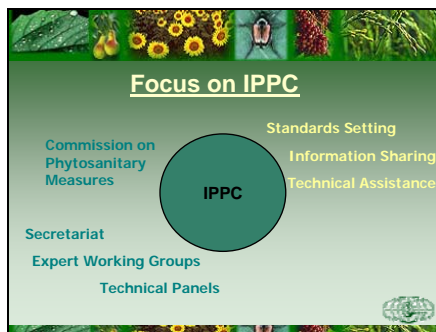 Focus on IPPC
Standards Setting
Commission on
Phytosanitary
Measures
Information Sharing
Technical Assistance
IPPC
Secretariat
Expert Working Groups
Technical Panels